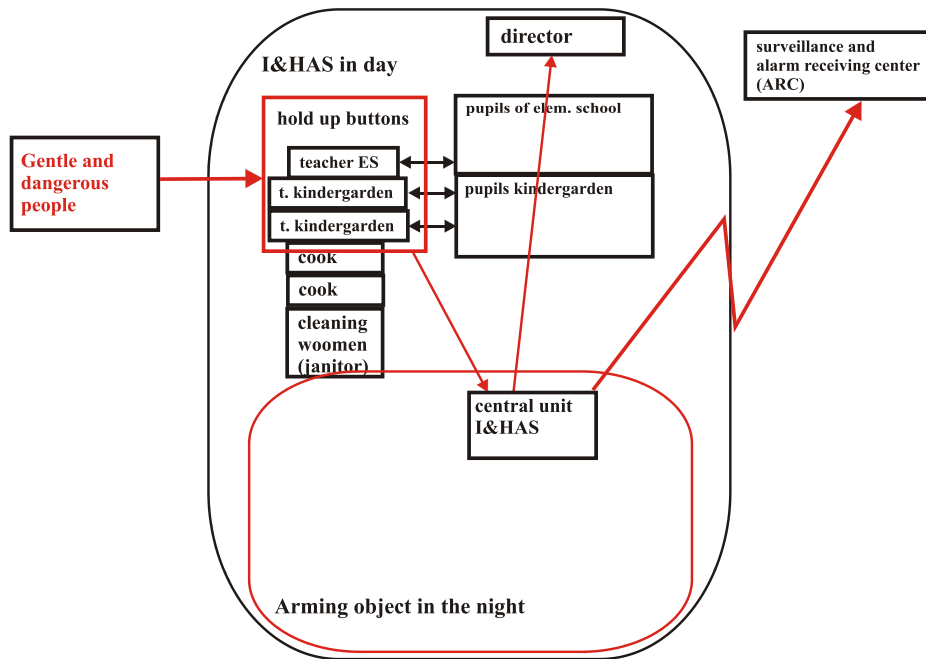 director
surveillance and
alarm receiving center
(ARC)
I&HAS in day
hold up buttons
pupils of elem. school
Gentle and
dangerous
people
teacher ES
t. kindergarden
pupils kindergarden
t. kindergarden
cook
cook
cleaning
woomen
(janitor)
central unit
I&HAS
Arming object in the night